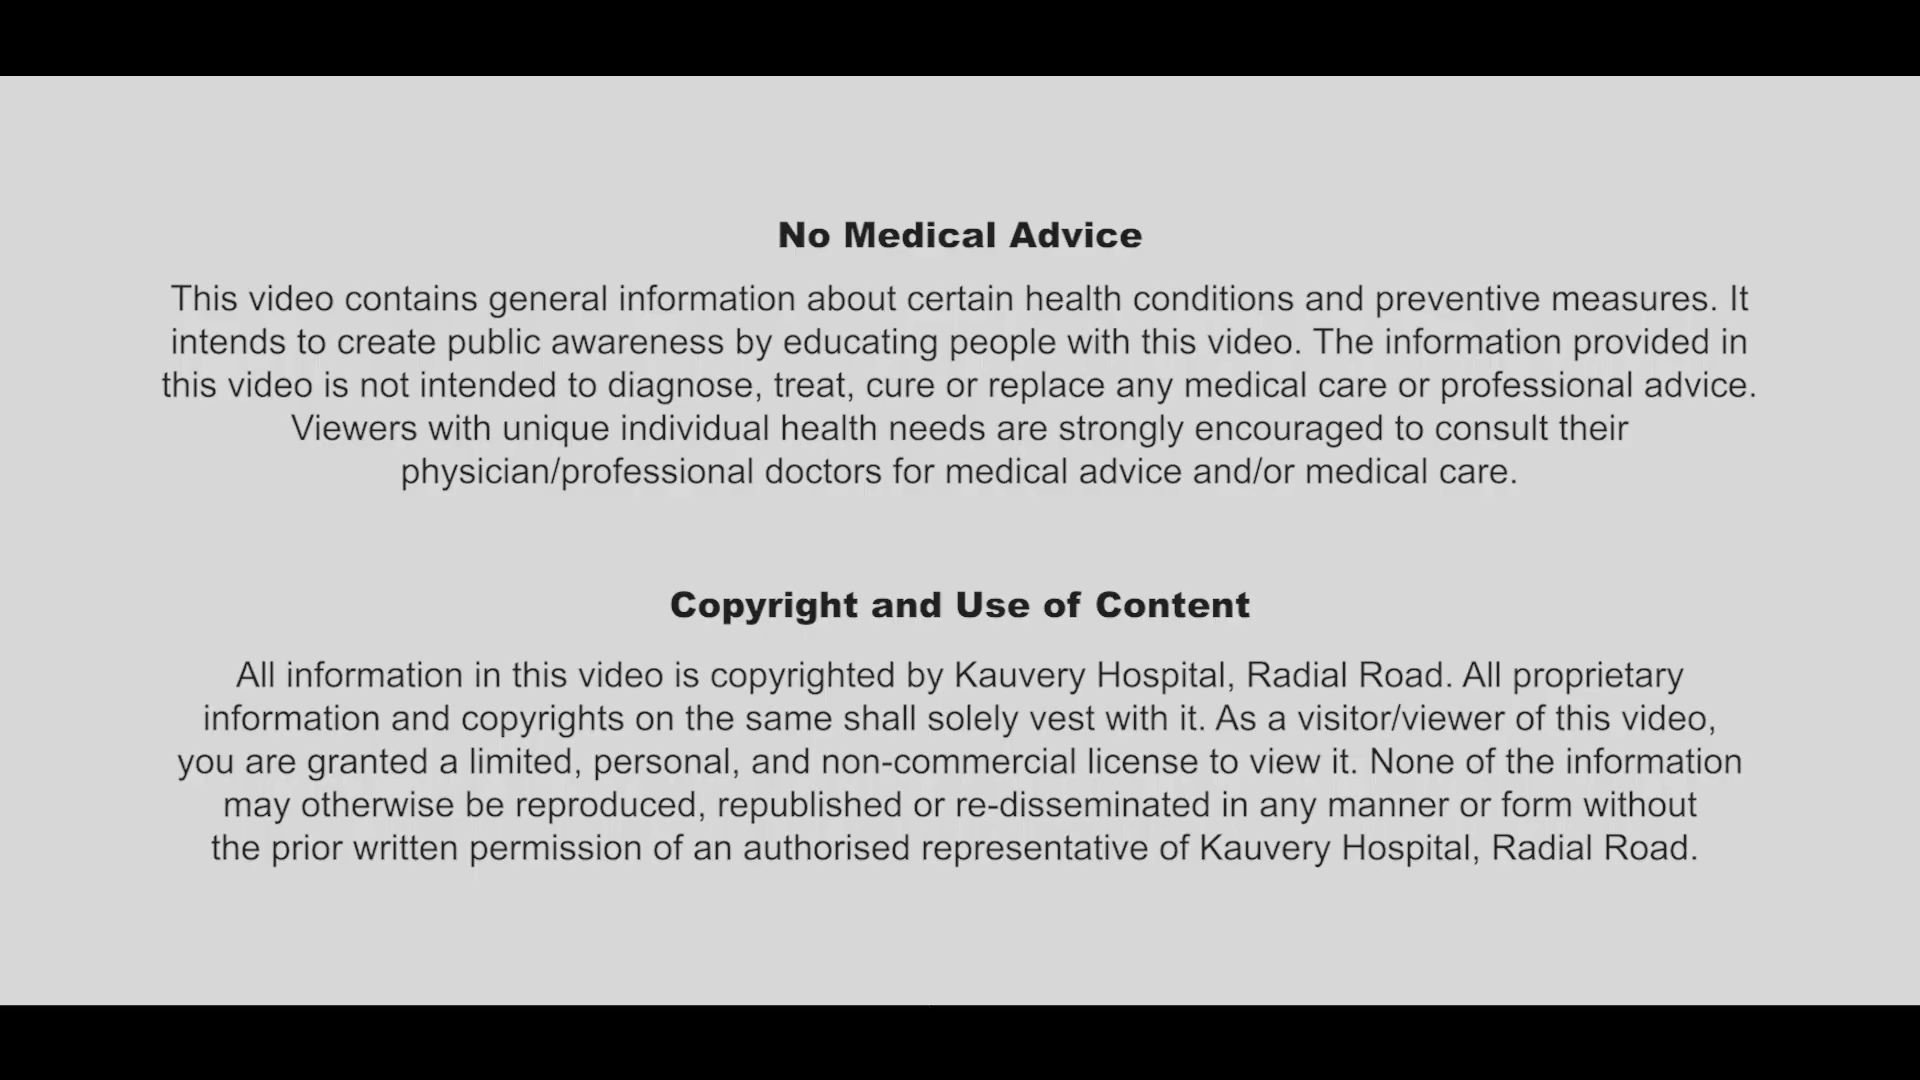 No Medical Advice
This video contains general information about certain health conditions and preventive measures. It
intends to create public awareness by educating people with this video. The information provided in
this video is not intended to diagnose, treat, cure or replace any medical care or professional advice.
Viewers with unique individual health needs are strongly encouraged to consult their
physician/professional doctors for medical advice and/or medical care.
Copyright and Use of Content
All information in this video is copyrighted by Kauvery Hospital, Radial Road. All proprietary
information and copyrights on the same shall solely vest with it. As a visitor/viewer of this video,
you are granted a limited, personal, and non-commercial license to view it. None of the information
may otherwise be reproduced, republished or re-disseminated in any manner or form without
the prior written permission of an authorised representative of Kauvery Hospital, Radial Road.